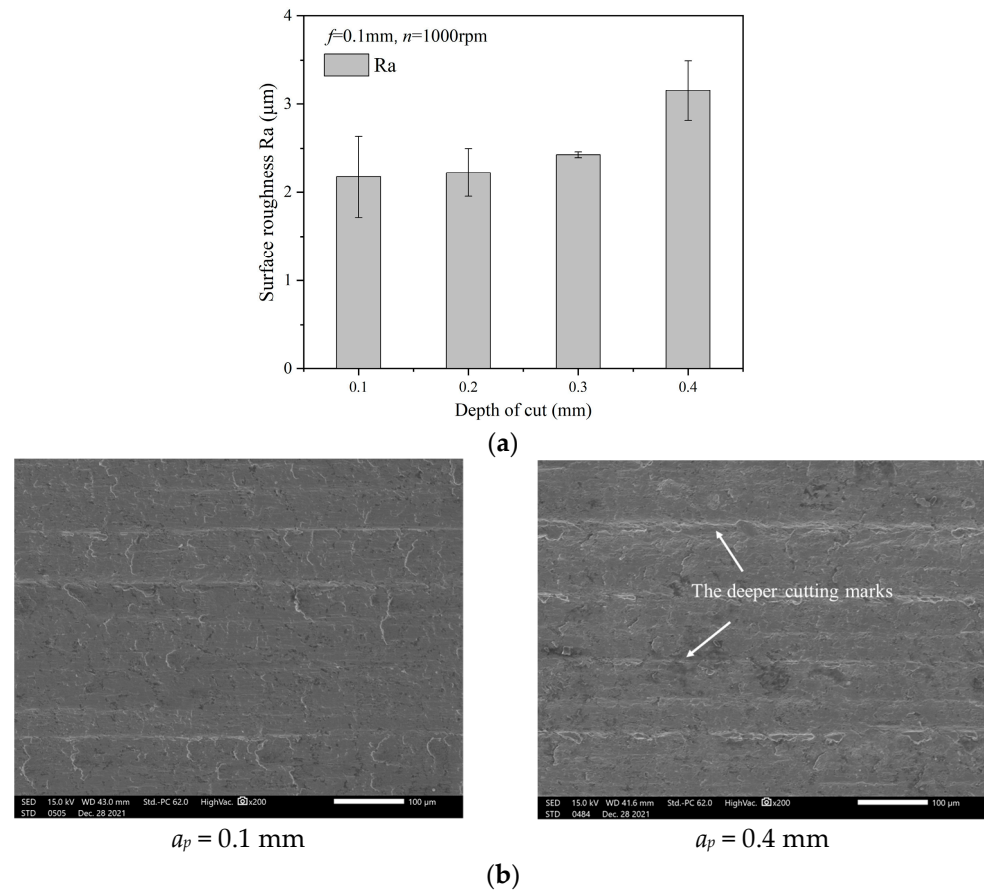 4
f=0.1mm, n=1000rpm
Ra
3
2
1
0
Surface roughness Ra (μm)
0.1 0.2 0.3 0.4
Depth of cut (mm)
(a)
The deeper cutting marks
SED 15.0 kV WD 43.0 mm Std.-PC 62.0 HighVac. x200 100 μm
STD 0505 Dec. 28 2021
SED 15.0 kV WD 41.6 mm Std.-PC 62.0 HighVac. x200 100 μm
STD 0484 Dec. 28 2021
ap = 0.1 mm
ap = 0.4 mm
(b)